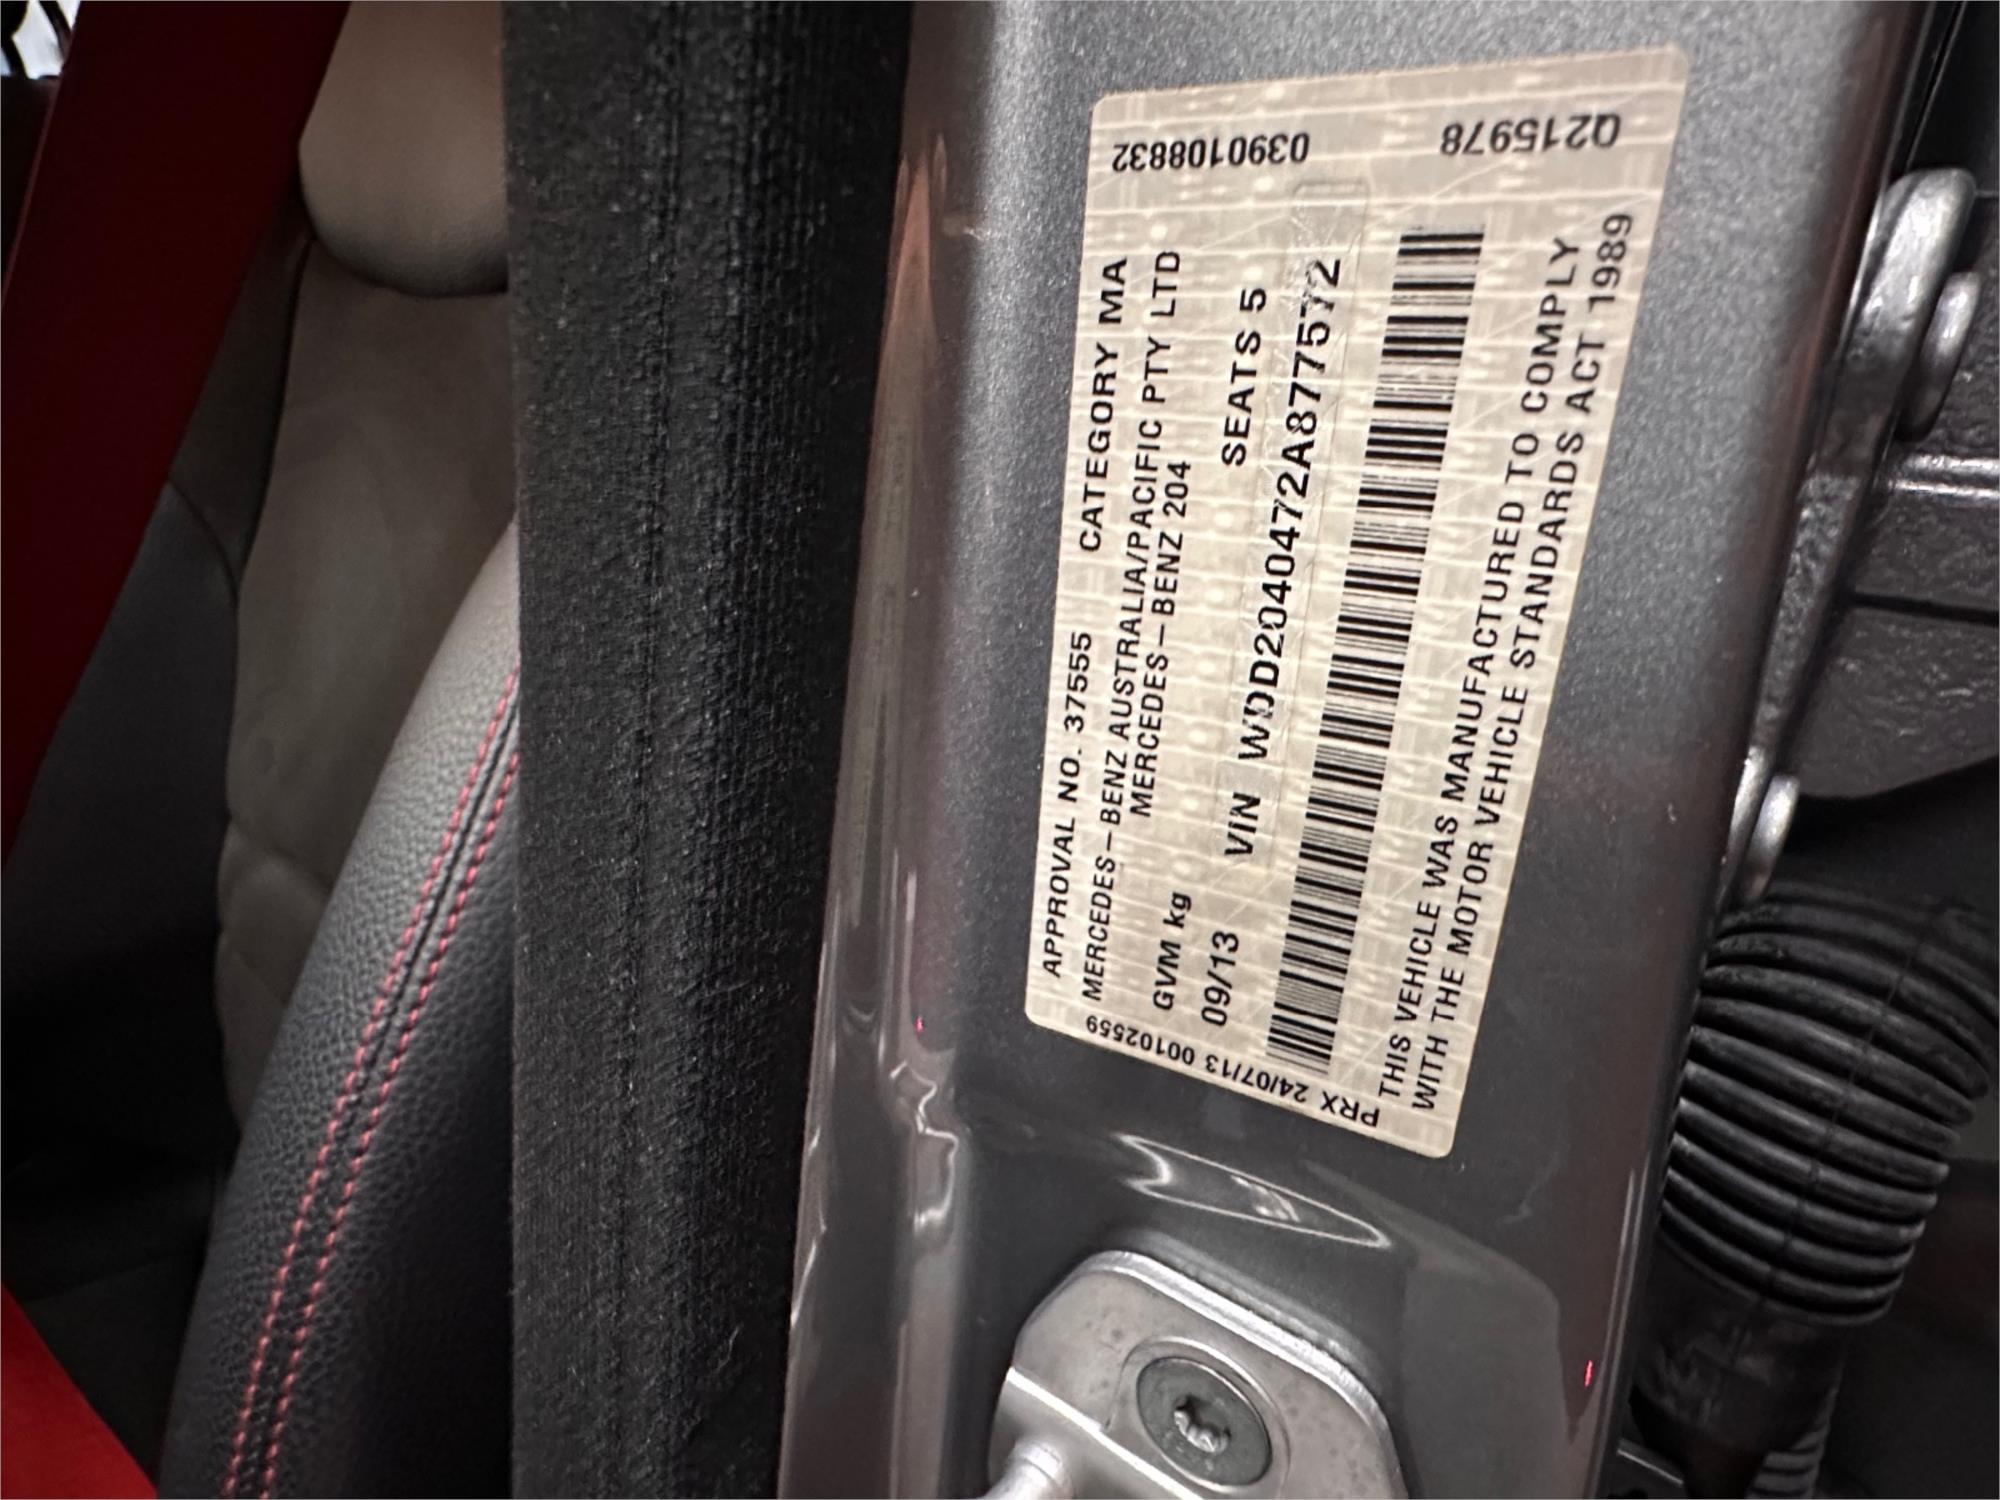 APPROVAL NO. 37555 CATEGORY MA
MERCEDES-BENZ AUSTRALIA/PACIFIC PTY LTD
MERCEDES-BENZ 204
GVM kg SEATS 5
09/13 VIN WDD2040472A877572
THIS VEHICLE WAS MANUFACTURED TO COMPLY
WITH THE MOTOR VEHICLE STANDARDS ACT 1989
PRX 24/07/13 00102559
0390108832
Q215978